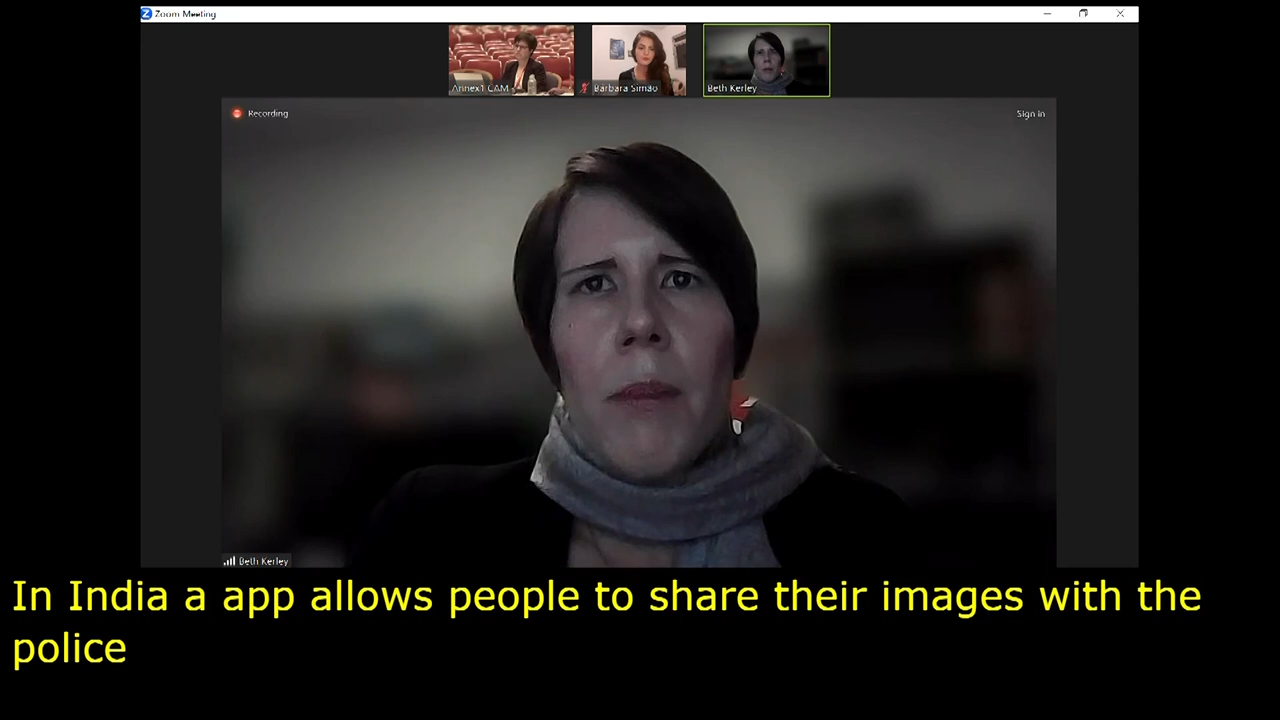 Zoom Meeting
Annex1 CAM
Bárbara Simão
Beth Kerley
Recording
Sign in
Beth Kerley
In India a app allows people to share their images with the
police